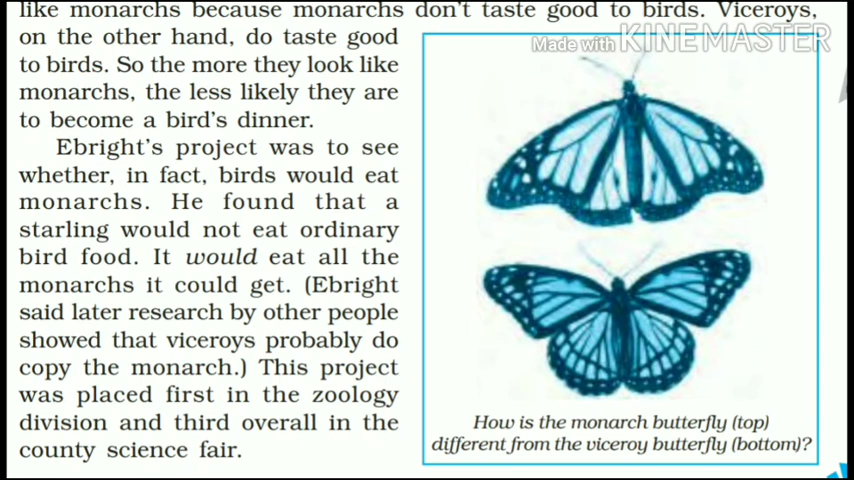 like monarchs because monarchs don't taste good to birds. Viceroys,
on the other hand, do taste good
to birds. So the more they look like
monarchs, the less likely they are
to become a bird's dinner.
Ebright's project was to see
whether, in fact, birds would eat
monarchs. He found that a
starling would not eat ordinary
bird food. It would eat all the
monarchs it could get. (Ebright
said later research by other people
showed that viceroys probably do
copy the monarch.) This project
was placed first in the zoology
division and third overall in the
county science fair.
Made with KINEMASTER
How is the monarch butterfly (top)
different from the viceroy butterfly (bottom)?